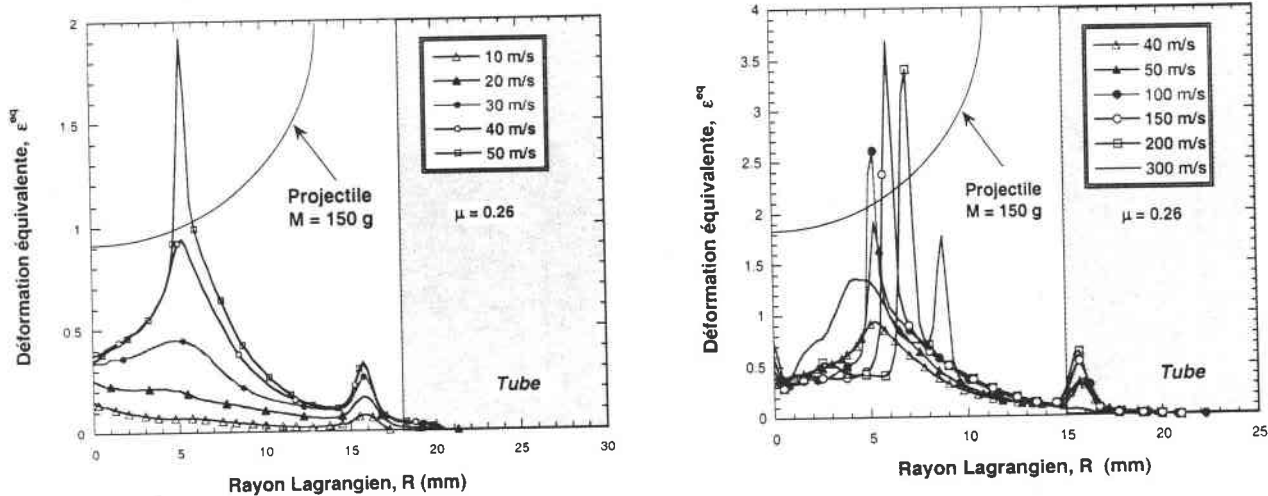 2
1.5
1
0.5
0
0
5
10
15
20
25
30
Déformation équivalente, ε^eq
Rayon Lagrangien, R (mm)
10 m/s
20 m/s
30 m/s
40 m/s
50 m/s
Projectile
M = 150 g
μ = 0.26
Tube
4
3.5
3
2.5
2
1.5
1
0.5
0
0
5
10
15
20
25
Déformation équivalente, ε^eq
Rayon Lagrangien, R (mm)
40 m/s
50 m/s
100 m/s
150 m/s
200 m/s
300 m/s
Projectile
M = 150 g
μ = 0.26
Tube